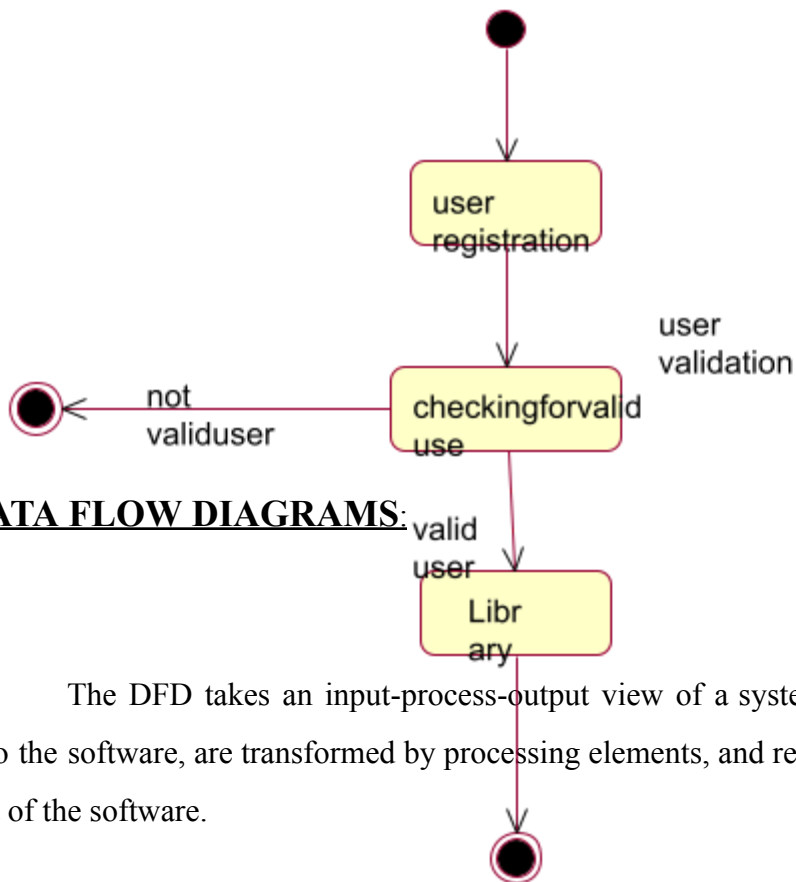 user
registration
user
validation
not
validuser
checkingforvalid
use
ATA FLOW DIAGRAMS:
valid
user
Libr
ary
The DFD takes an input-process-output view of a syste
o the software, are transformed by processing elements, and re
of the software.